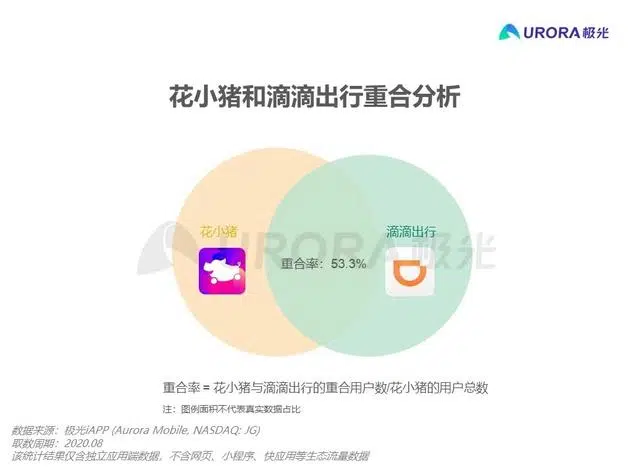 URORA极光
花小猪和滴滴出行重合分析
花小猪
滴滴出行
URORA极光
重合率：53.3%
重合率 = 花小猪与滴滴出行的重合用户数/花小猪的用户总数
注：图例面积不代表真实数据占比
数据来源：极光iAPP (Aurora Mobile, NASDAQ: JG)
取数周期：2020.08
该统计结果仅含独立应用端数据，不含网页、小程序、快应用等生态流量数据